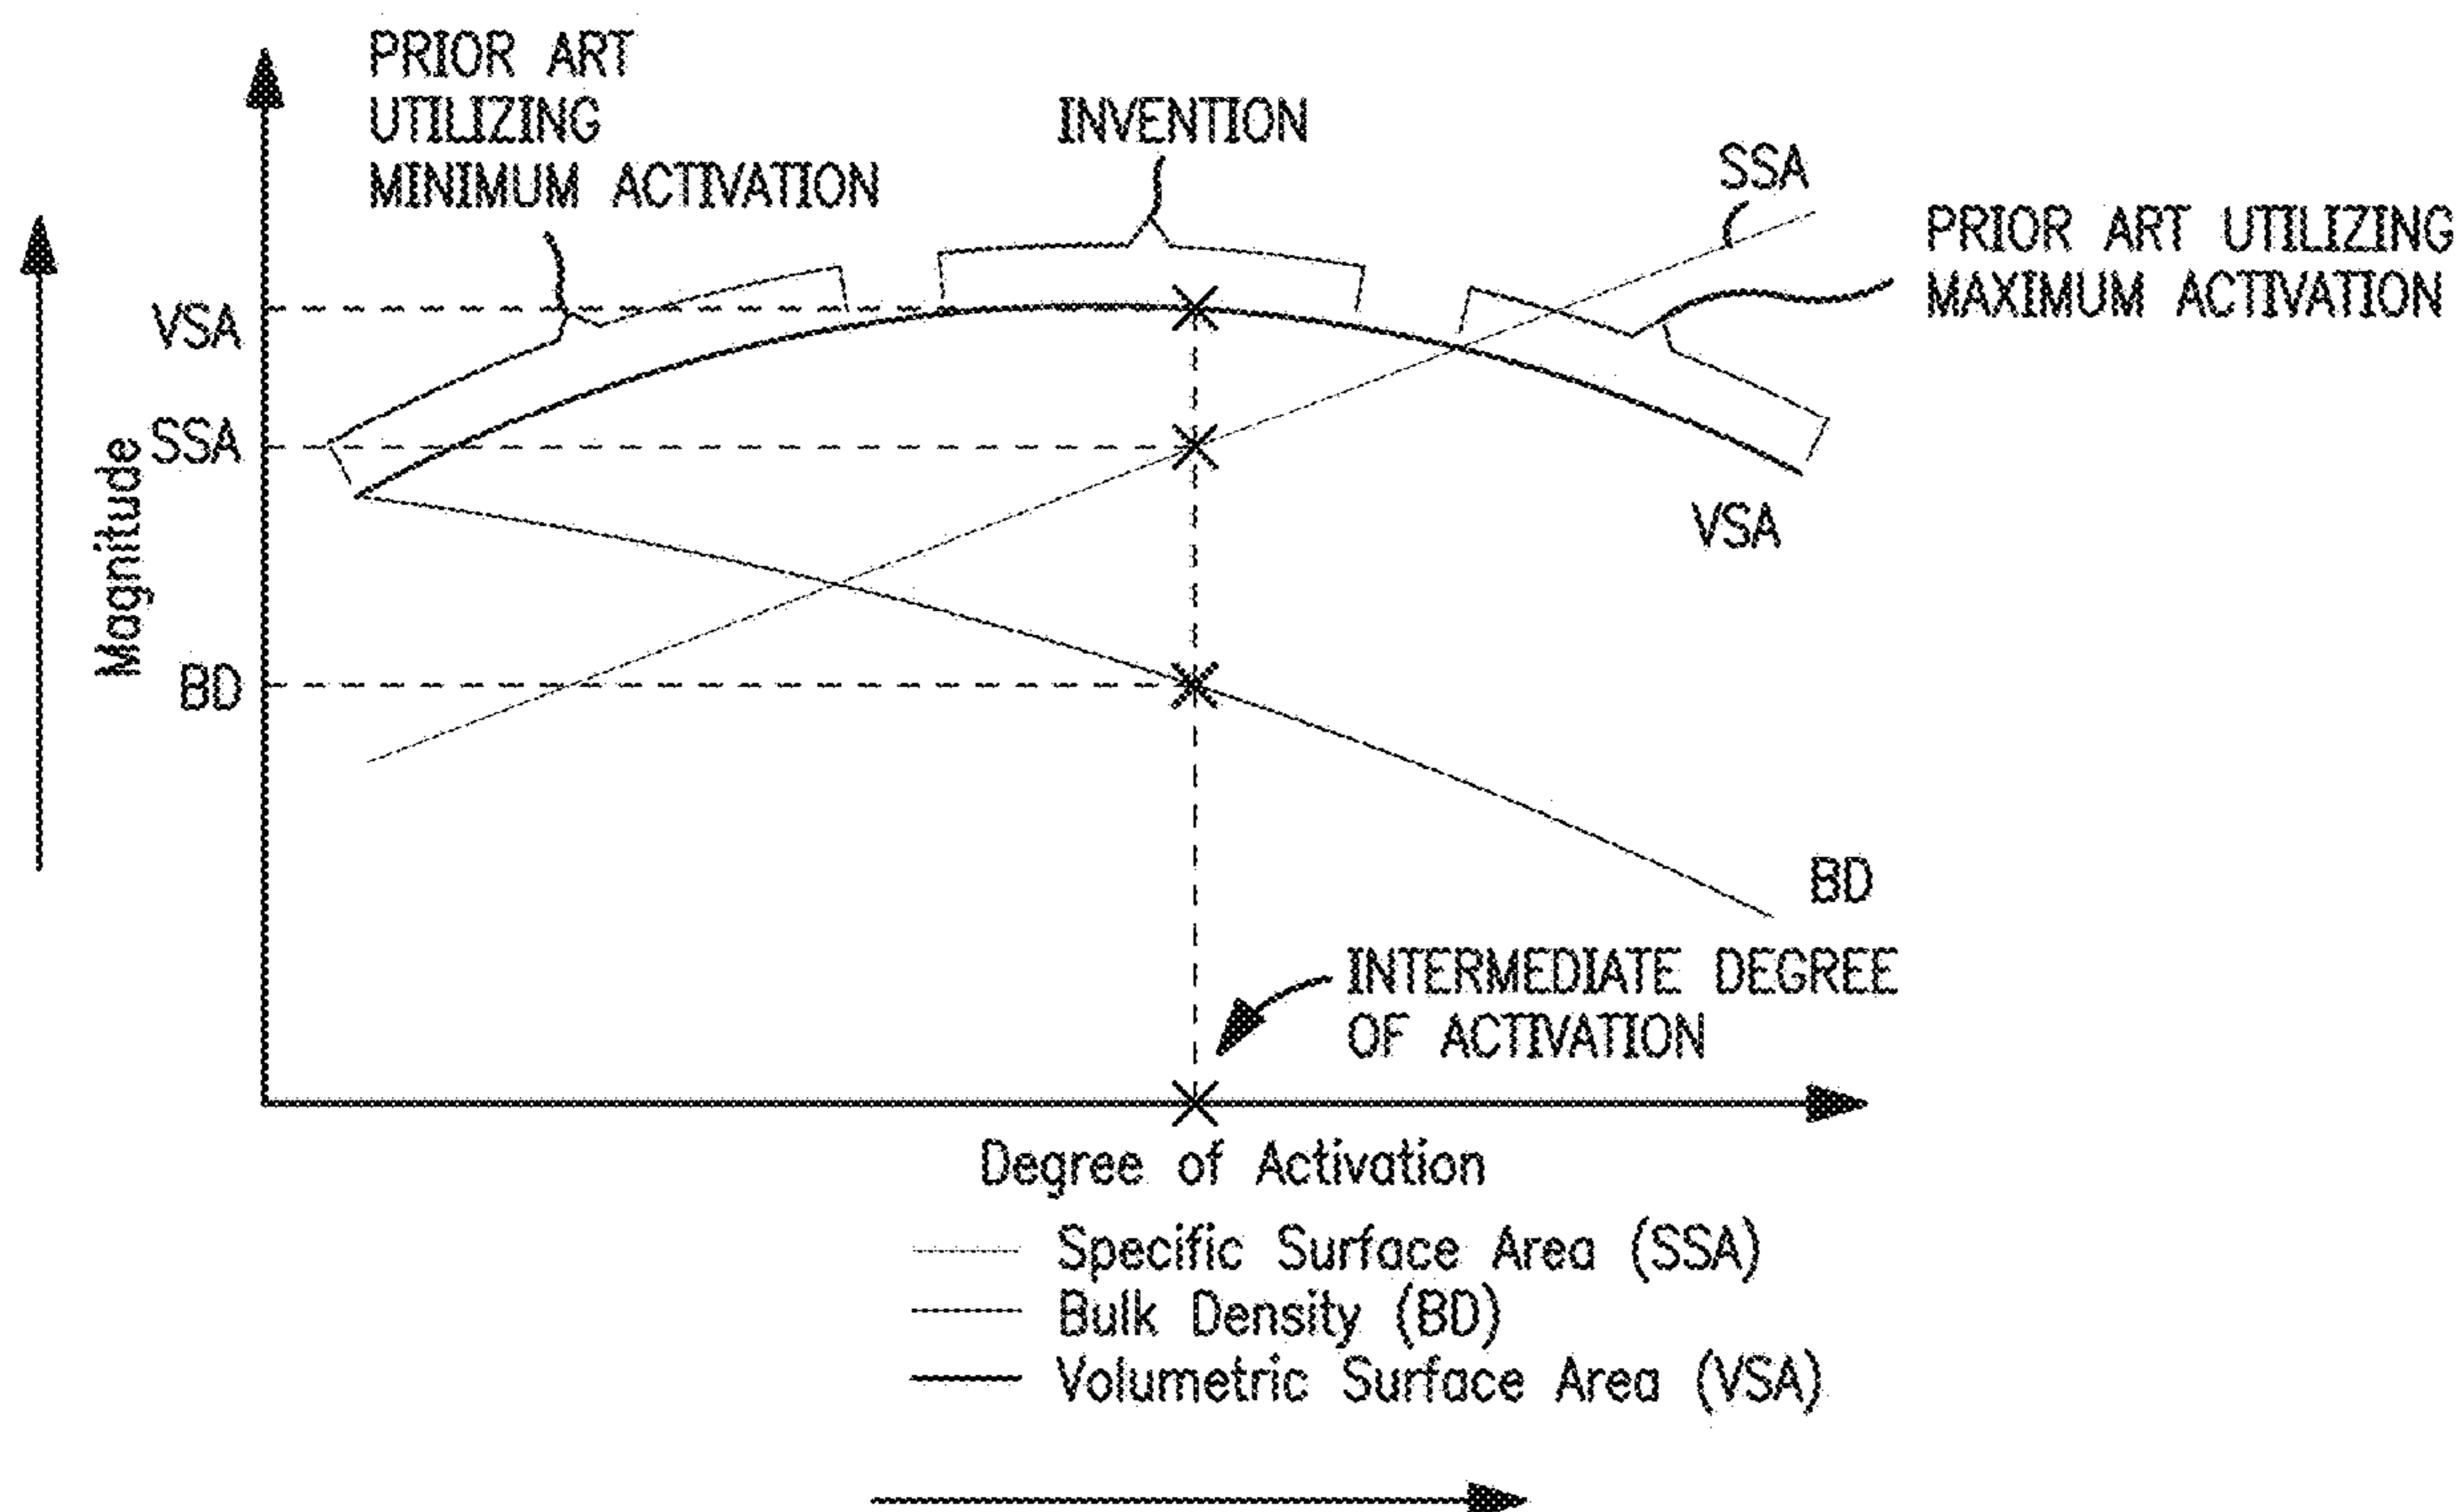 PRIOR ART
UTILIZING
MINIMUM ACTIVATION
INVENTION
SSA
PRIOR ART UTILIZING
MAXIMUM ACTIVATION
VSA
SSA
Magnitude
BD
VSA
BD
INTERMEDIATE DEGREE
OF ACTIVATION
Degree of Activation
Specific Surface Area (SSA)
Bulk Density (BD)
Volumetric Surface Area (VSA)